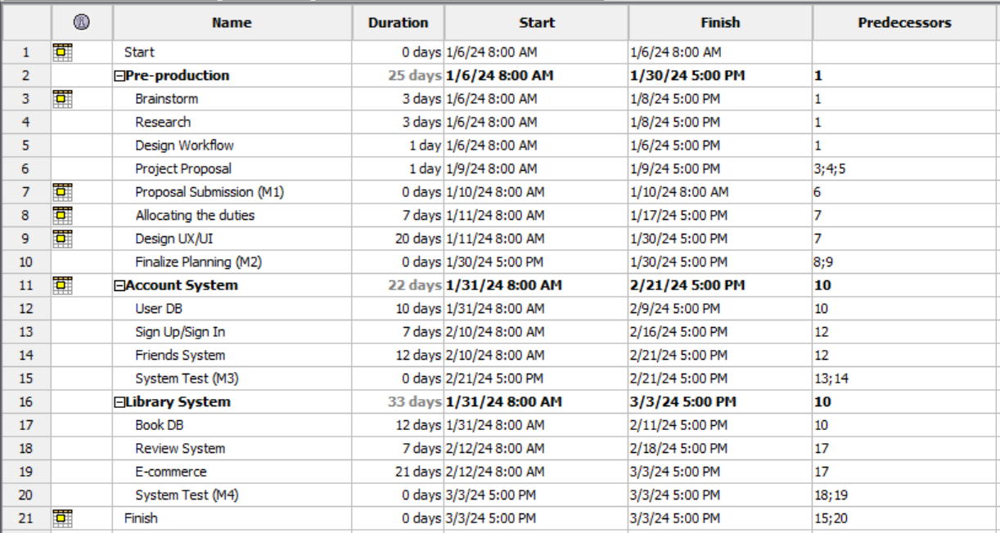 Name Duration Start Finish Predecessors
1 Start 0 days 1/6/24 8:00 AM 1/6/24 8:00 AM
2 Pre-production 25 days 1/6/24 8:00 AM 1/30/24 5:00 PM 1
3 Brainstorm 3 days 1/6/24 8:00 AM 1/8/24 5:00 PM 1
4 Research 3 days 1/6/24 8:00 AM 1/8/24 5:00 PM 1
5 Design Workflow 1 day 1/6/24 8:00 AM 1/6/24 5:00 PM 1
6 Project Proposal 1 day 1/9/24 8:00 AM 1/9/24 5:00 PM 3;4;5
7 Proposal Submission (M1) 0 days 1/10/24 8:00 AM 1/10/24 8:00 AM 6
8 Allocating the duties 7 days 1/11/24 8:00 AM 1/17/24 5:00 PM 7
9 Design UX/UI 20 days 1/11/24 8:00 AM 1/30/24 5:00 PM 7
10 Finalize Planning (M2) 0 days 1/30/24 5:00 PM 1/30/24 5:00 PM 8;9
11 Account System 22 days 1/31/24 8:00 AM 2/21/24 5:00 PM 10
12 User DB 10 days 1/31/24 8:00 AM 2/9/24 5:00 PM 10
13 Sign Up/Sign In 7 days 2/10/24 8:00 AM 2/16/24 5:00 PM 12
14 Friends System 12 days 2/10/24 8:00 AM 2/21/24 5:00 PM 12
15 System Test (M3) 0 days 2/21/24 5:00 PM 2/21/24 5:00 PM 13;14
16 Library System 33 days 1/31/24 8:00 AM 3/3/24 5:00 PM 10
17 Book DB 12 days 1/31/24 8:00 AM 2/11/24 5:00 PM 10
18 Review System 7 days 2/12/24 8:00 AM 2/18/24 5:00 PM 17
19 E-commerce 21 days 2/12/24 8:00 AM 3/3/24 5:00 PM 17
20 System Test (M4) 0 days 3/3/24 5:00 PM 3/3/24 5:00 PM 18;19
21 Finish 0 days 3/3/24 5:00 PM 3/3/24 5:00 PM 15;20